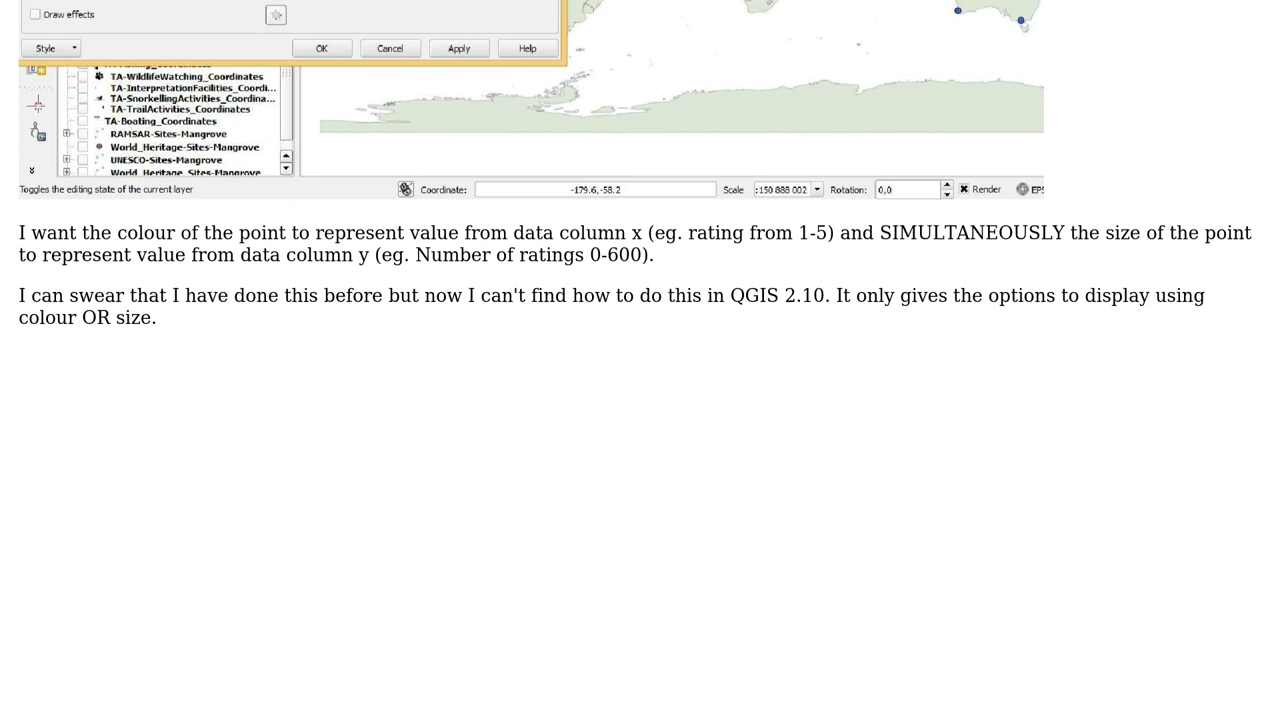 Draw effects
Style OK Cancel Apply Help
TA-WildlifeWatching_Coordinates
TA-InterpretationFacilities_Coordi...
TA-SnorkellingActivities_Coordina...
TA-TrailActivities_Coordinates
TA-Boating_Coordinates
RAMSAR-Sites-Mangrove
World_Heritage-Sites-Mangrove
UNESCO-Sites-Mangrove
World_Heritage_Sites-Mangrove
Toggles the editing state of the current layer Coordinate: -179.6,-58.2 Scale :150 888 002 Rotation: 0,0 Render EPS
I want the colour of the point to represent value from data column x (eg. rating from 1-5) and SIMULTANEOUSLY the size of the point
to represent value from data column y (eg. Number of ratings 0-600).
I can swear that I have done this before but now I can't find how to do this in QGIS 2.10. It only gives the options to display using
colour OR size.